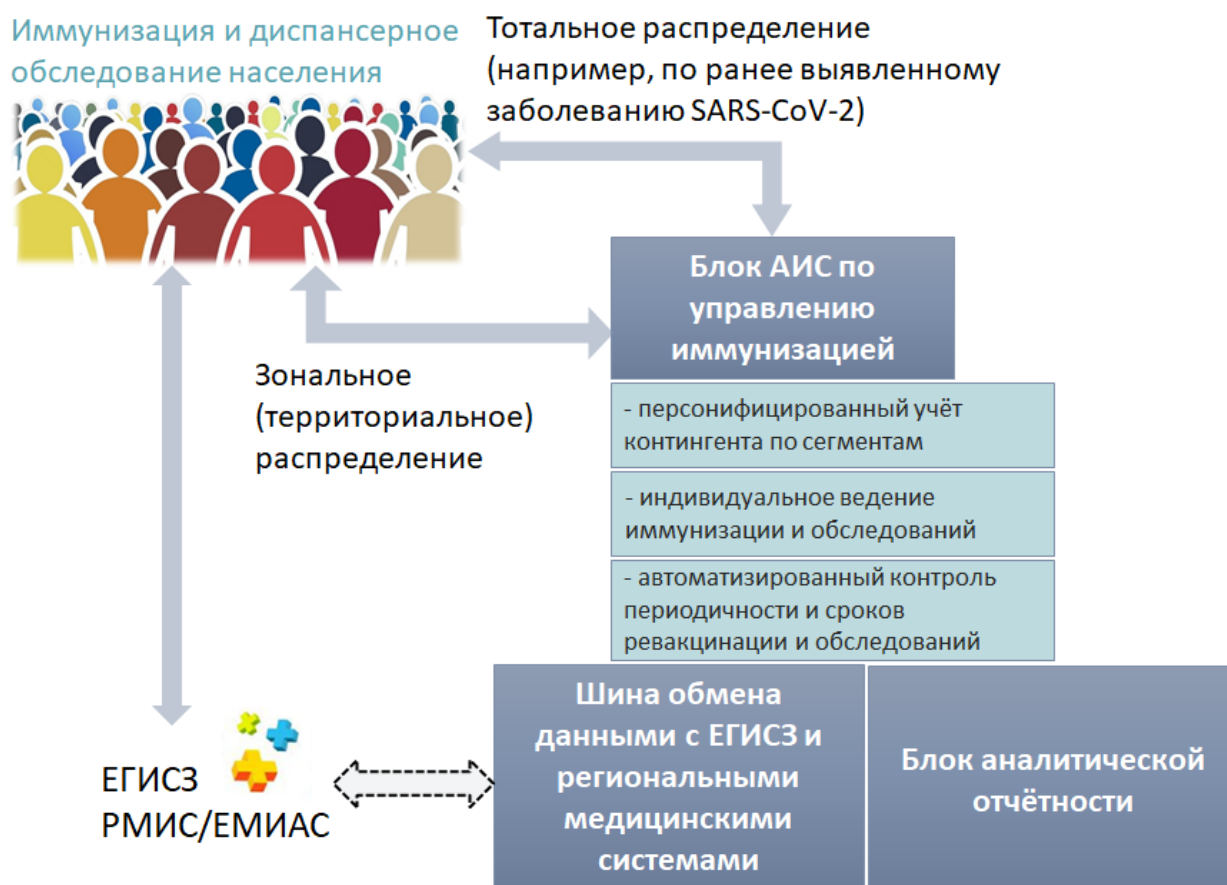 Иммунизация и диспансерное
обследование населения
Тотальное распределение
(например, по ранее выявленному
заболеванию SARS-CoV-2)
Блок АИС по
управлению
иммунизацией
Зональное
(территориальное)
распределение
- персонифицированный учёт
контингента по сегментам
- индивидуальное ведение
иммунизации и обследований
- автоматизированный контроль
периодичности и сроков
ревакцинации и обследований
ЕГИСЗ
РМИС/ЕМИАС
Шина обмена
данными с ЕГИСЗ и
региональными
медицинскими
системами
Блок аналитической
отчётности